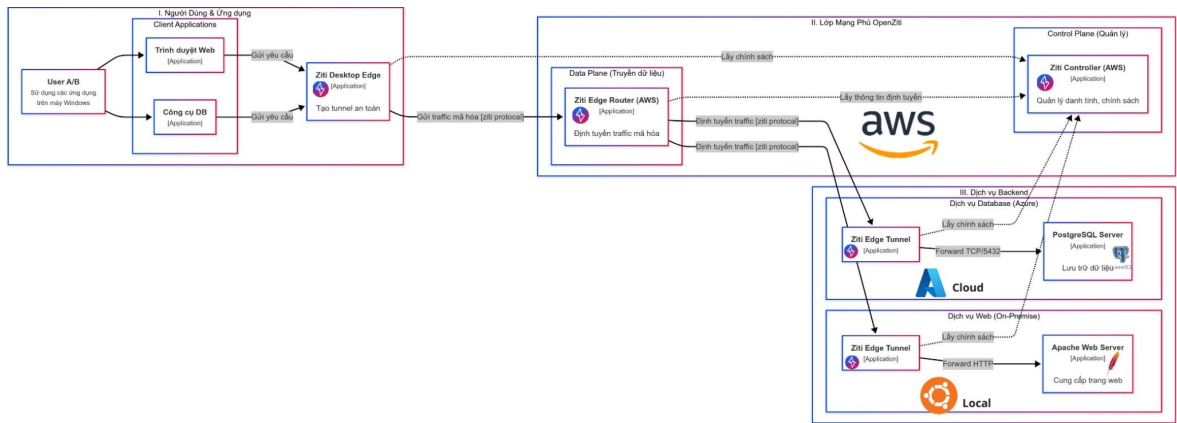 I. Người Dùng & Ứng dụng
Client Applications
User A/B
Sử dụng các ứng dụng
trên máy Windows
Trình duyệt Web
[Application]
Công cụ DB
[Application]
Gửi yêu cầu
Gửi yêu cầu
Ziti Desktop Edge
[Application]
Tạo tunnel an toàn
Gửi traffic mã hóa [ziti protocal]
II. Lớp Mạng Phủ OpenZiti
Lấy chính sách
Data Plane (Truyền dữ liệu)
Ziti Edge Router (AWS)
[Application]
Định tuyến traffic mã hóa
Lấy thông tin định tuyến
Định tuyến traffic [ziti protocal]
Định tuyến traffic [ziti protocal]
aws
Control Plane (Quản lý)
Ziti Controller (AWS)
[Application]
Quản lý danh tính, chính sách
III. Dịch vụ Backend
Dịch vụ Database (Azure)
Ziti Edge Tunnel
[Application]
Lấy chính sách
Forward TCP/5432
PostgreSQL Server
[Application]
Lưu trữ dữ liệu
Cloud
Dịch vụ Web (On-Premise)
Ziti Edge Tunnel
[Application]
Lấy chính sách
Forward HTTP
Apache Web Server
[Application]
Cung cấp trang web
Local